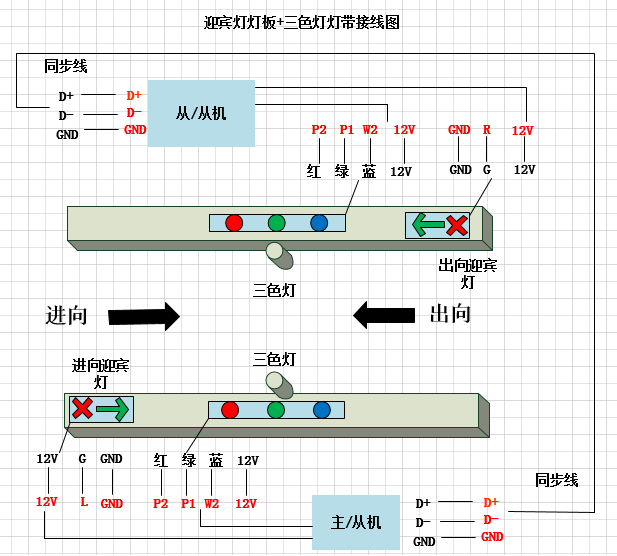 迎宾灯灯板+三色灯灯带接线图
同步线
D+ D+
D− D−
GND GND
从/从机
P2 P1 W2 12V GND R 12V
红 绿 蓝 12V GND G 12V
出向迎宾
灯
三色灯
进向 出向
三色灯
进向迎宾
灯
12V G GND 红 绿 蓝 12V
12V L GND P2 P1 W2 12V
同步线
主/从机
D+ D+
D− D−
GND GND